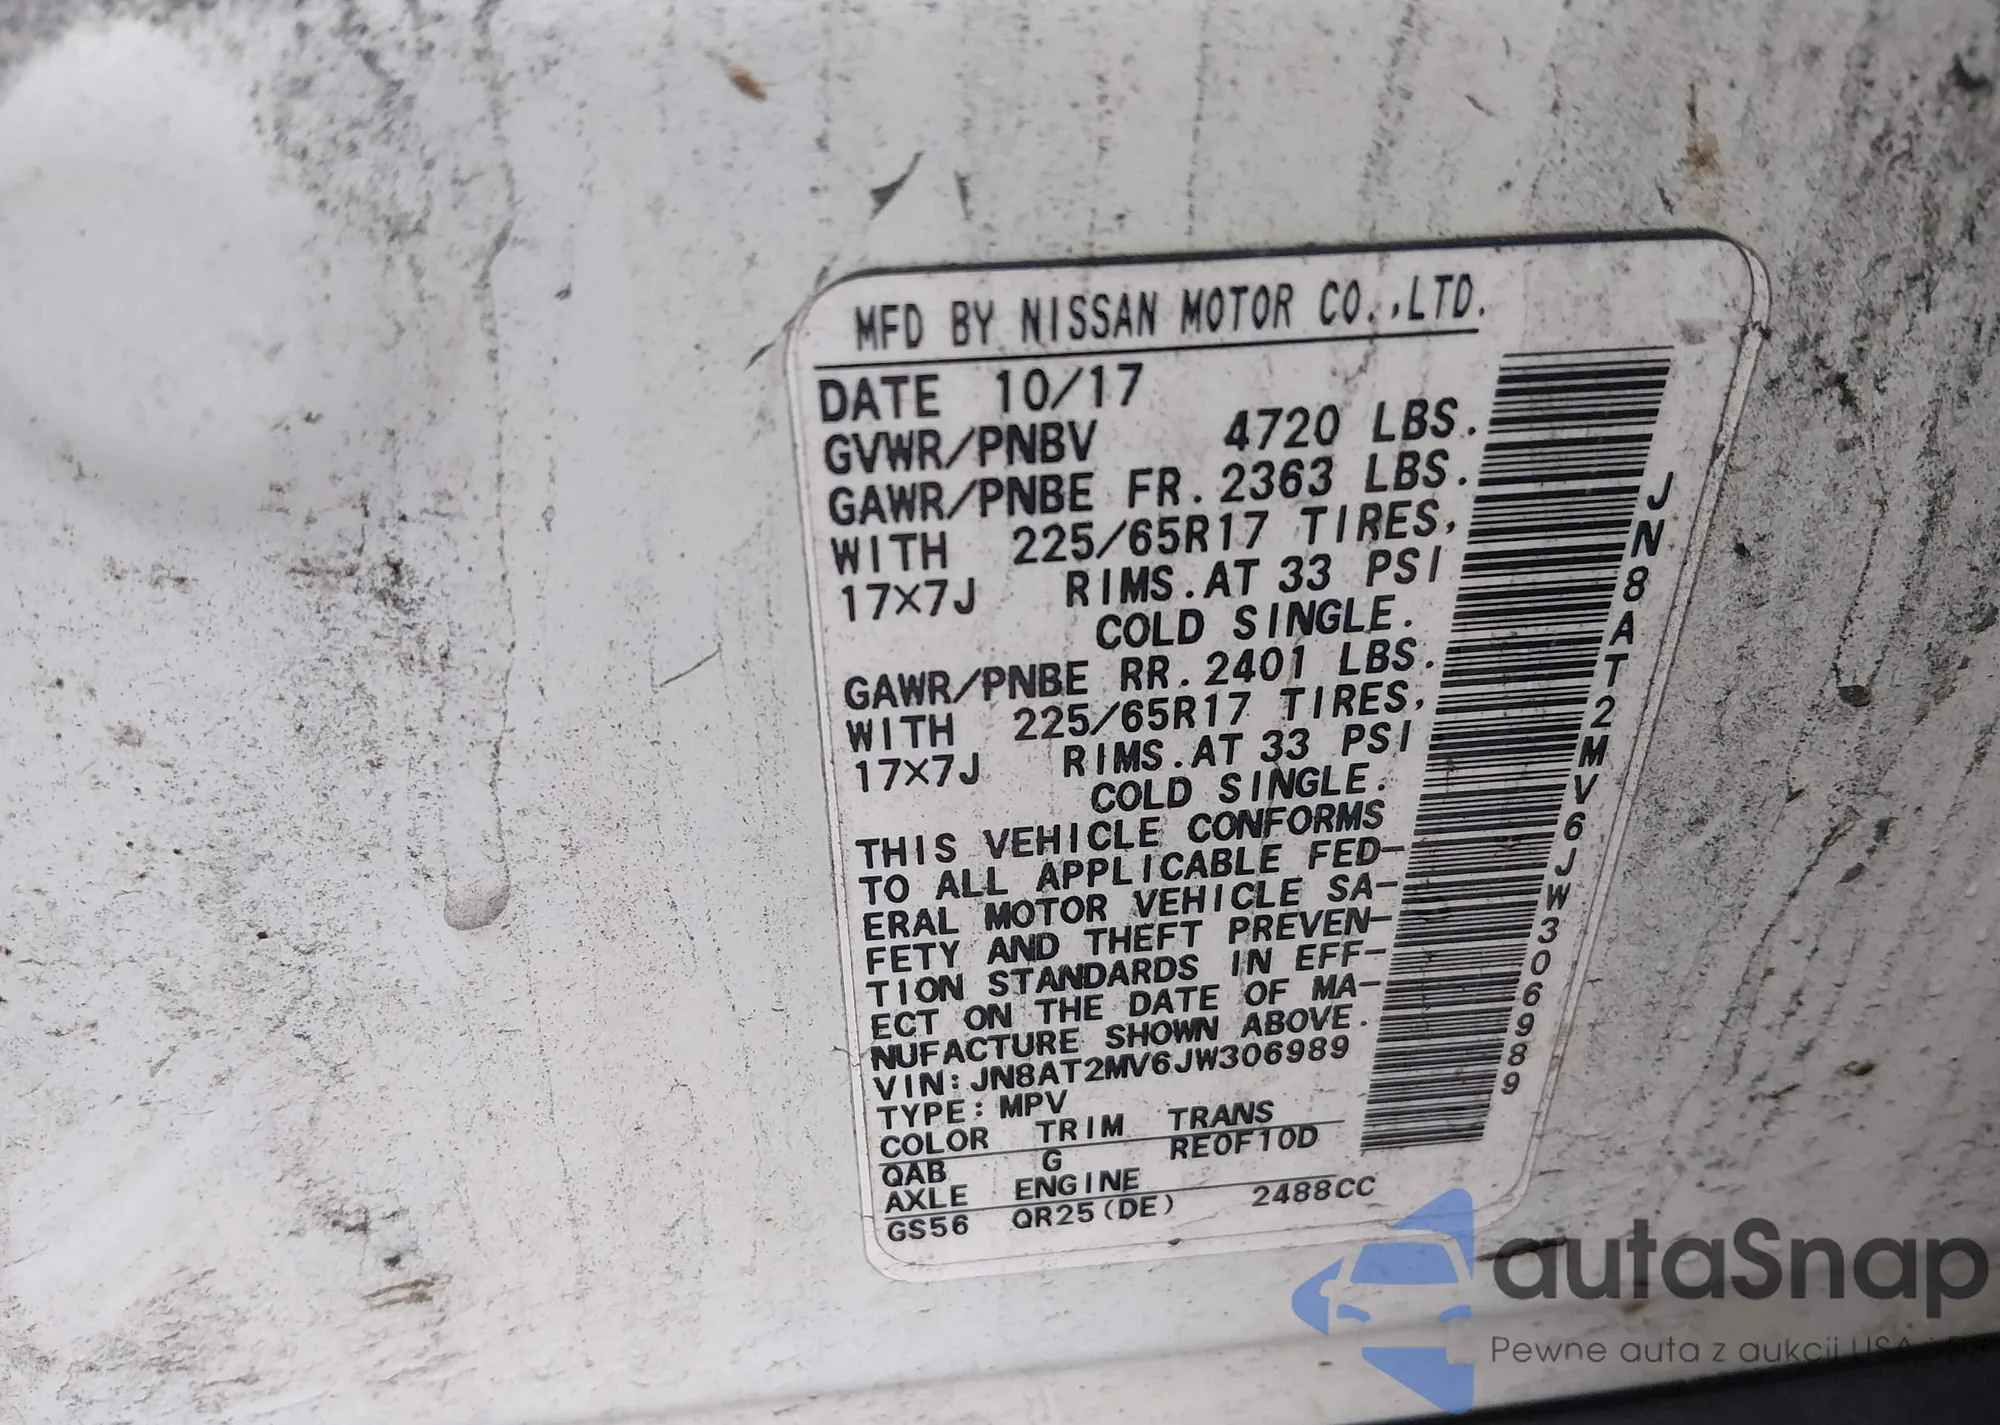 MFD BY NISSAN MOTOR CO.,LTD.
DATE 10/17
GVWR/PNBV 4720 LBS.
GAWR/PNBE FR. 2363 LBS.
WITH 225/65R17 TIRES,
17×7J RIMS. AT 33 PSI
COLD SINGLE.
GAWR/PNBE RR. 2401 LBS.
WITH 225/65R17 TIRES,
17×7J RIMS. AT 33 PSI
COLD SINGLE.
THIS VEHICLE CONFORMS
TO ALL APPLICABLE FED-
ERAL MOTOR VEHICLE SA-
FETY AND THEFT PREVEN-
TION STANDARDS IN EFF-
ECT ON THE DATE OF MA-
NUFACTURE SHOWN ABOVE.
VIN: JN8AT2MV6JW306989
TYPE: MPV
COLOR TRIM TRANS
QAB G RE0F10D
AXLE ENGINE
GS56 QR25(DE) 2488CC
JN8AT2MV6JW306989
autaSnap
Pewne auta z aukcji USA i EU